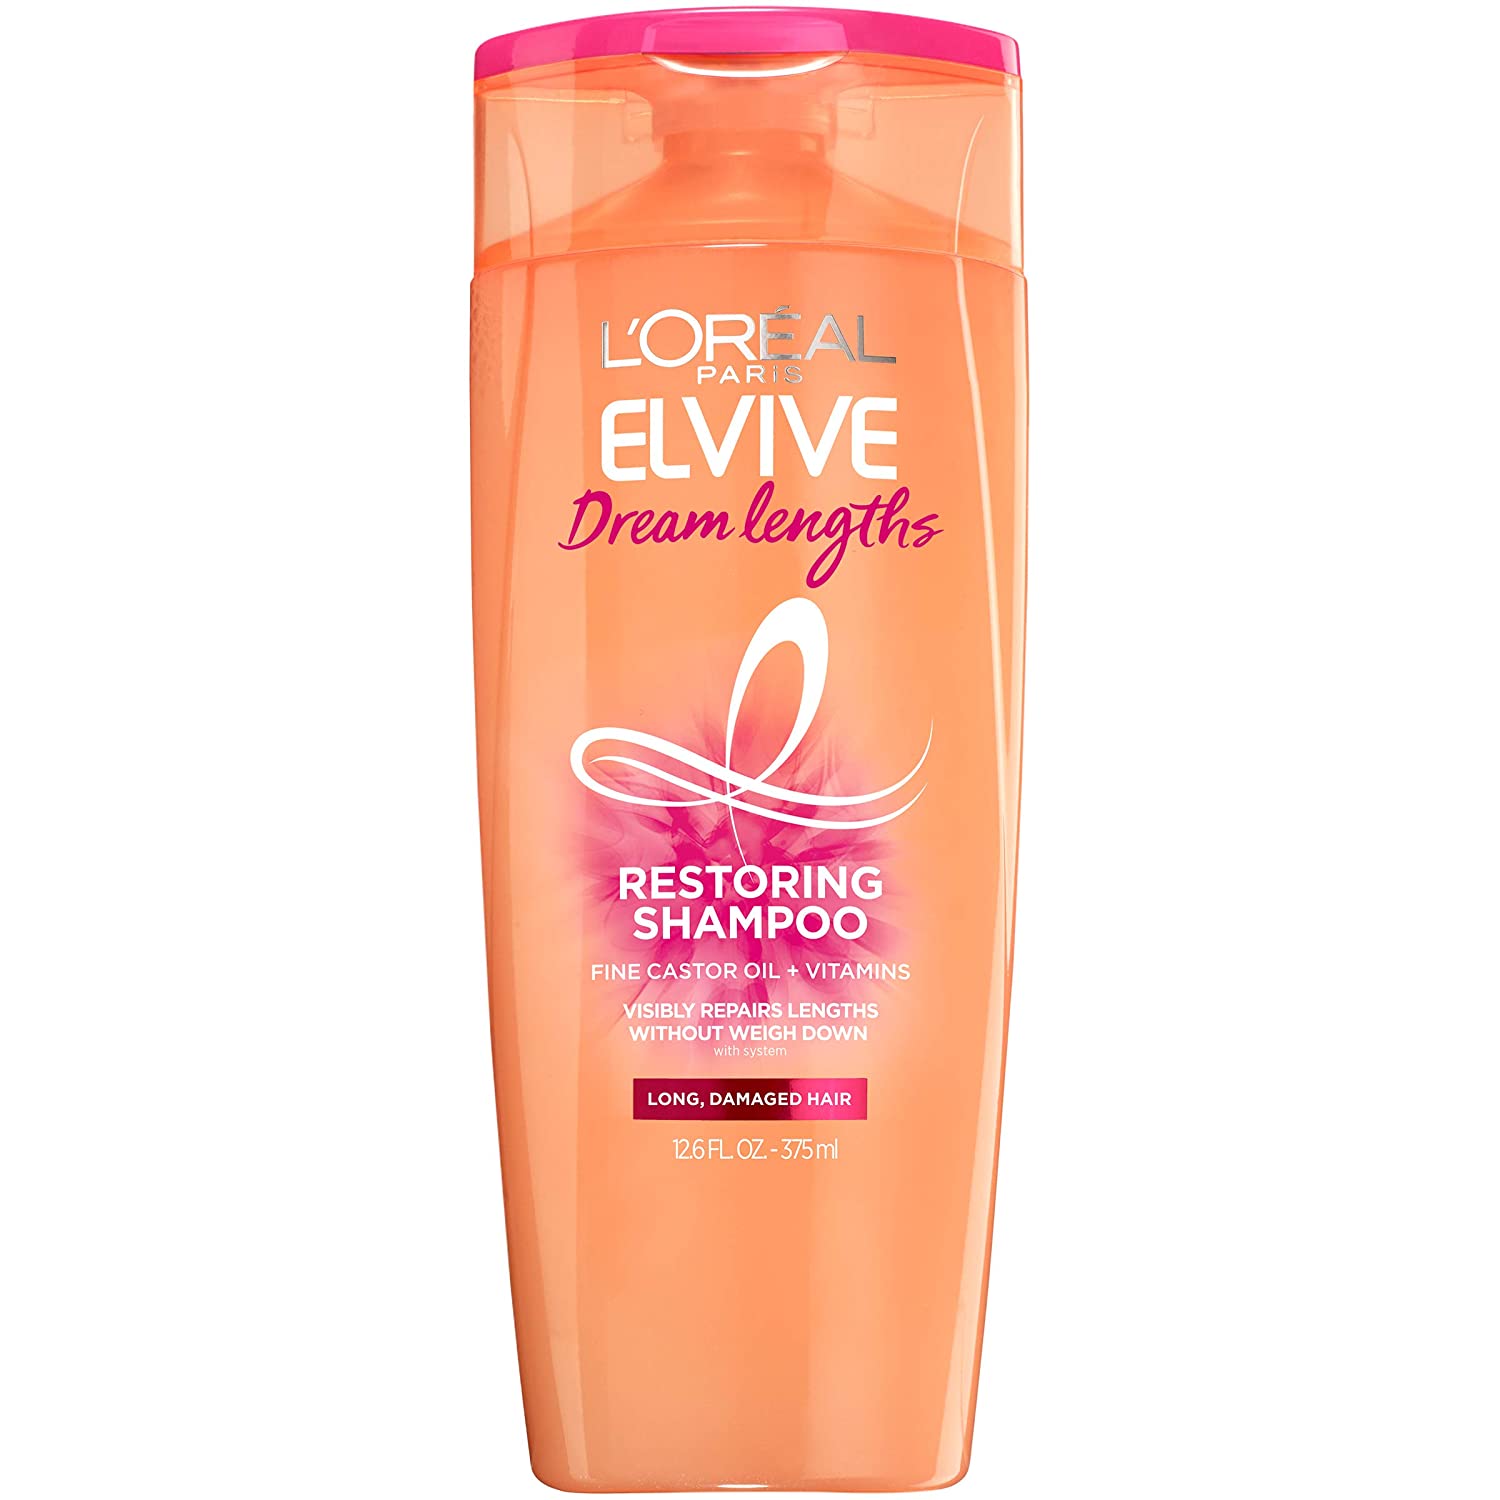 L'ORÉAL
PARiS
ELVIVE
Dream lengths
RESTORING
SHAMPOO
FINE CASTOR OIL + VITAMINS
VISIBLY REPAIRS LENGTHS
WITHOUT WEIGH DOWN
with system
LONG, DAMAGED HAIR
12.6 FL. OZ. - 375 ml